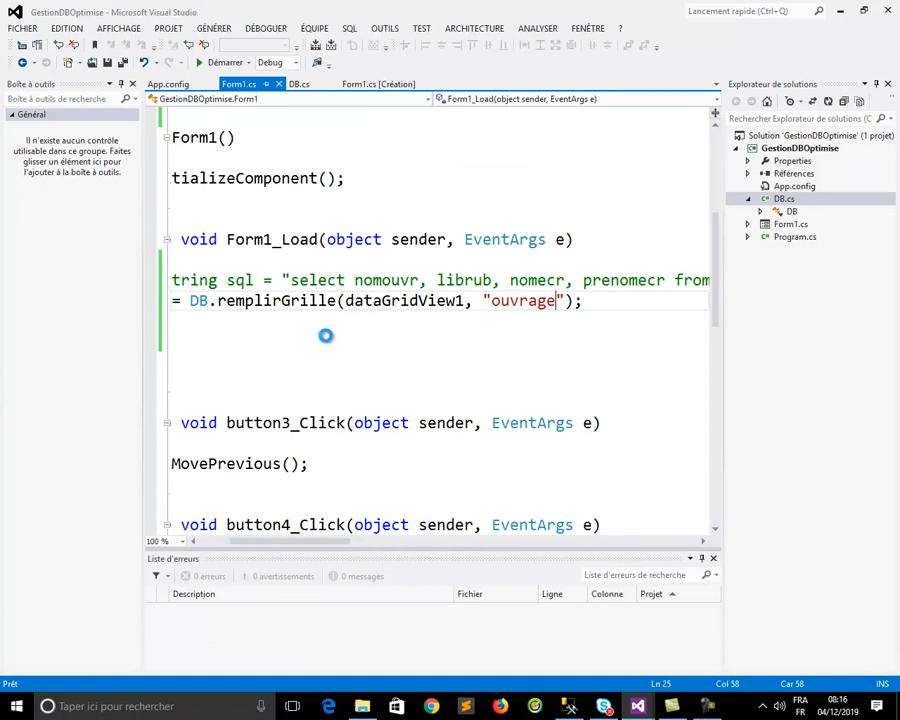 GestionDBOptimise - Microsoft Visual Studio
Lancement rapide (Ctrl+Q)
FICHIER EDITION AFFICHAGE PROJET GÉNÉRER DÉBOGUER ÉQUIPE SQL OUTILS TEST ARCHITECTURE ANALYSER FENÊTRE ?
Démarrer Debug
Boîte à outils
App.config Form1.cs DB.cs Form1.cs [Création]
Explorateur de solutions
Boîte à outils de recherche
GestionDBOptimise.Form1
Form1_Load(object sender, EventArgs e)
Général
Il n'existe aucun contrôle
utilisable dans ce groupe. Faites
glisser un élément ici pour
l'ajouter à la boîte à outils.
Rechercher Explorateur de solutions (
Solution 'GestionDBOptimise' (1 projet)
GestionDBOptimise
Properties
Références
App.config
DB.cs
DB
Form1.cs
Program.cs
Form1()
tializeComponent();
void Form1_Load(object sender, EventArgs e)
tring sql = "select nomouvr, librub, nomecr, prenomecr from
= DB.remplirGrille(dataGridView1, "ouvrage");
void button3_Click(object sender, EventArgs e)
MovePrevious();
void button4_Click(object sender, EventArgs e)
100 %
Liste d'erreurs
0 erreurs 0 avertissements 0 messages
Liste d'erreurs de recherche
Description Fichier Ligne Colonne Projet
Prêt Ln 25 Col 58 Car 58 INS
Taper ici pour rechercher
FRA
FR
08:16
04/12/2019